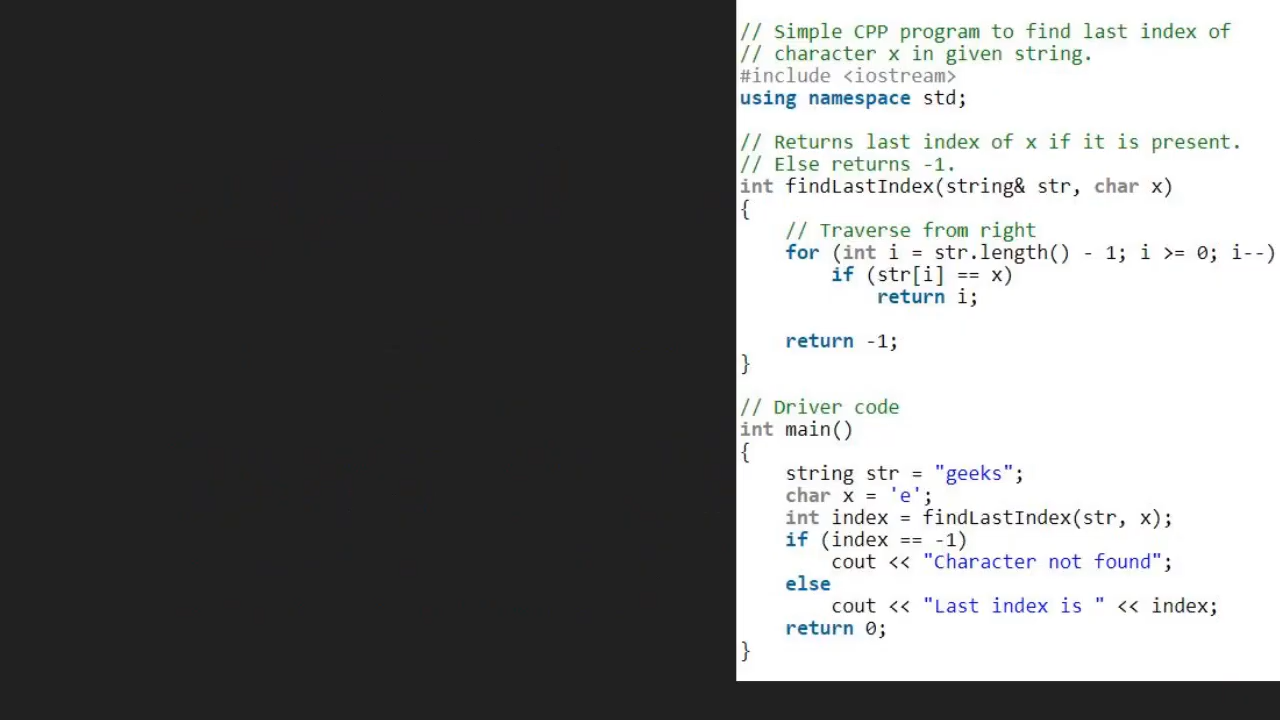 // Simple CPP program to find last index of
// character x in given string.
#include <iostream>
using namespace std;
// Returns last index of x if it is present.
// Else returns -1.
int findLastIndex(string& str, char x)
{
// Traverse from right
for (int i = str.length() - 1; i >= 0; i--)
if (str[i] == x)
return i;
return -1;
}
// Driver code
int main()
{
string str = "geeks";
char x = 'e';
int index = findLastIndex(str, x);
if (index == -1)
cout << "Character not found";
else
cout << "Last index is " << index;
return 0;
}